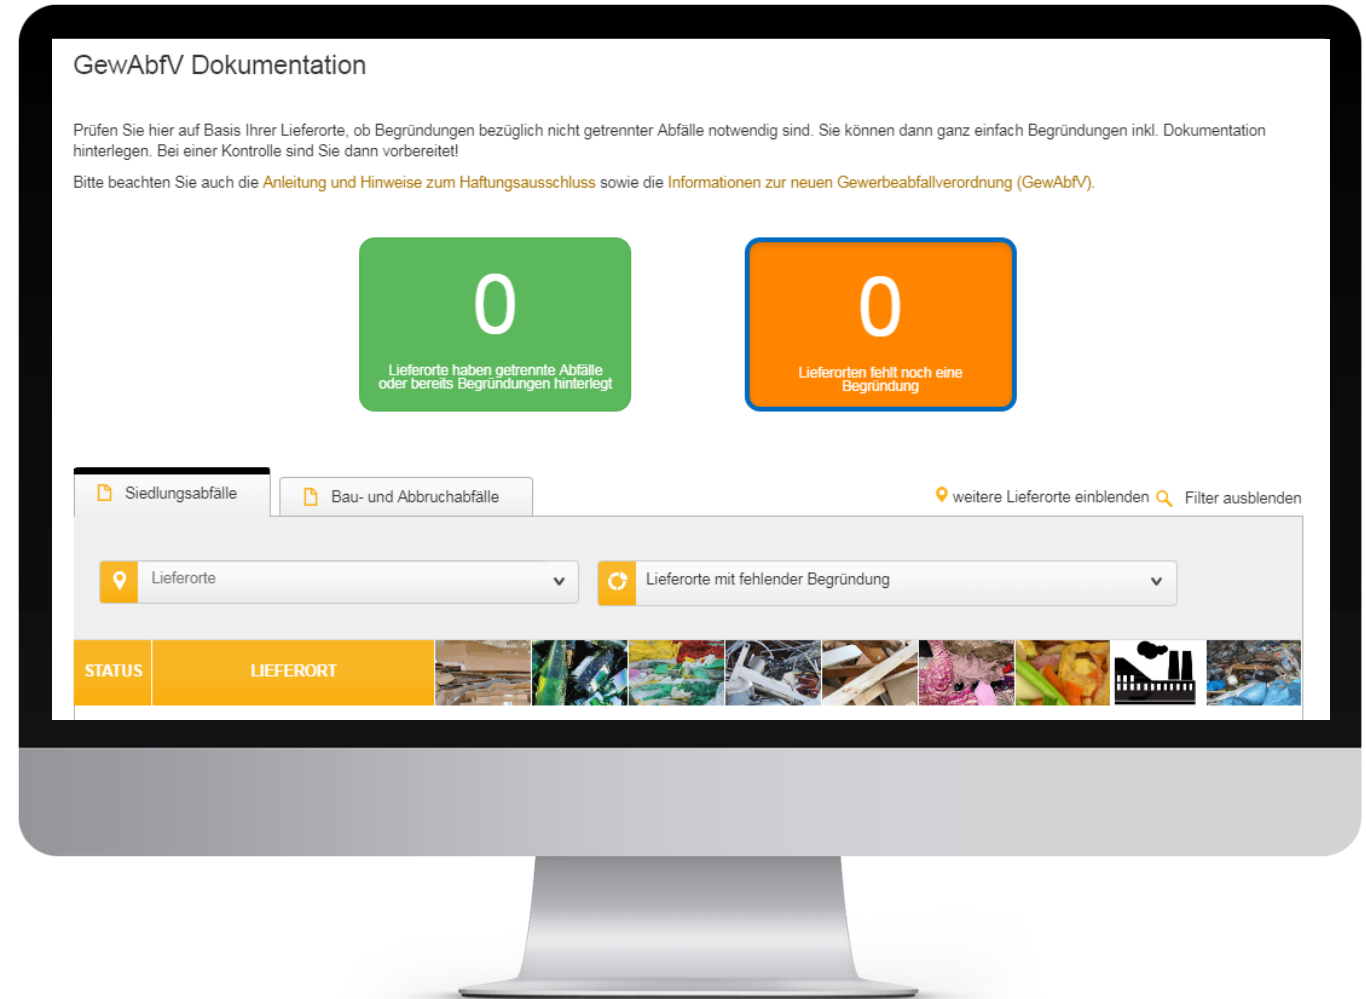 GewAbfV Dokumentation
Prüfen Sie hier auf Basis Ihrer Lieferorte, ob Begründungen bezüglich nicht getrennter Abfälle notwendig sind. Sie können dann ganz einfach Begründungen inkl. Dokumentation
hinterlegen. Bei einer Kontrolle sind Sie dann vorbereitet!
Bitte beachten Sie auch die Anleitung und Hinweise zum Haftungsausschluss sowie die Informationen zur neuen Gewerbeabfallverordnung (GewAbfV).
0
Lieferorte haben getrennte Abfälle
oder bereits Begründungen hinterlegt
0
Lieferorten fehlt noch eine
Begründung
Siedlungsabfälle
Bau- und Abbruchabfälle
weitere Lieferorte einblenden
Filter ausblenden
Lieferorte
Lieferorte mit fehlender Begründung
STATUS
LIEFERORT